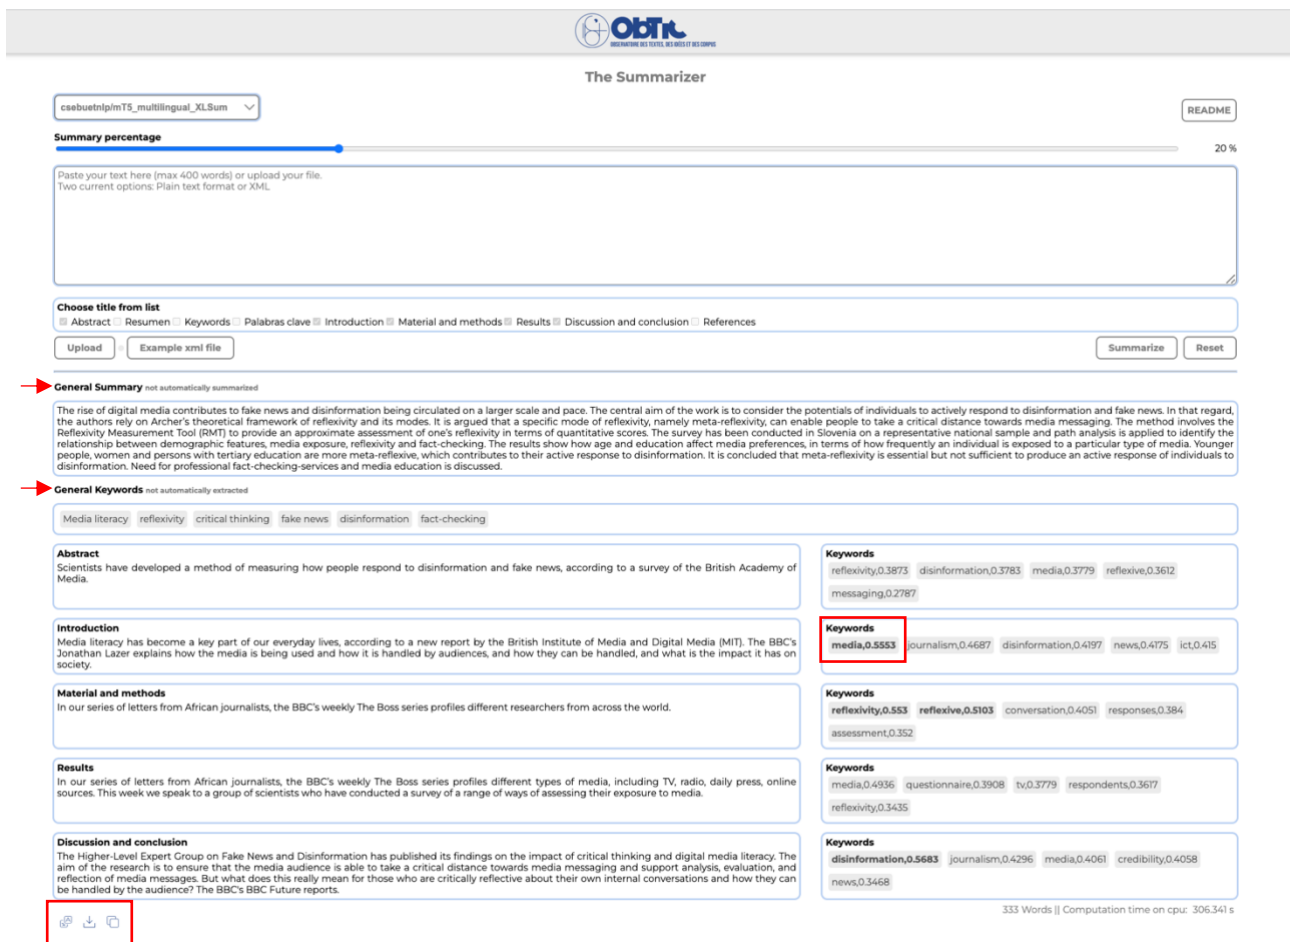 ObTIC
OBSERVATOIRE DES TEXTES, DES IDÉES ET DES CORPUS
The Summarizer
csebuetnlp/mT5_multilingual_XLSum
README
Summary percentage
20 %
Paste your text here (max 400 words) or upload your file.
Two current options: Plain text format or XML
Choose title from list
Abstract Resumen Keywords Palabras clave Introduction Material and methods Results Discussion and conclusion References
Upload Example xml file Summarize Reset
General Summary not automatically summarized
The rise of digital media contributes to fake news and disinformation being circulated on a larger scale and pace. The central aim of the work is to consider the potentials of individuals to actively respond to disinformation and fake news. In that regard,
the authors rely on Archer's theoretical framework of reflexivity and its modes. It is argued that a specific mode of reflexivity, namely meta-reflexivity, can enable people to take a critical distance towards media messaging. The method involves the
Reflexivity Measurement Tool (RMT) to provide an approximate assessment of one's reflexivity in terms of quantitative scores. The survey has been conducted in Slovenia on a representative national sample and path analysis is applied to identify the
relationship between demographic features, media exposure, reflexivity and fact-checking. The results show how age and education affect media preferences, in terms of how frequently an individual is exposed to a particular type of media. Younger
people, women and persons with tertiary education are more meta-reflexive, which contributes to their active response to disinformation. It is concluded that meta-reflexivity is essential but not sufficient to produce an active response of individuals to
disinformation. Need for professional fact-checking-services and media education is discussed.
General Keywords not automatically extracted
Media literacy reflexivity critical thinking fake news disinformation fact-checking
Abstract
Scientists have developed a method of measuring how people respond to disinformation and fake news, according to a survey of the British Academy of
Media.
Keywords
reflexivity,0.3873 disinformation,0.3783 media,0.3779 reflexive,0.3612
messaging,0.2787
Introduction
Media literacy has become a key part of our everyday lives, according to a new report by the British Institute of Media and Digital Media (MIT). The BBC's
Jonathan Lazer explains how the media is being used and how it is handled by audiences, and how they can be handled, and what is the impact it has on
society.
Keywords
media,0.5553 journalism,0.4687 disinformation,0.4197 news,0.4175 ict,0.415
Material and methods
In our series of letters from African journalists, the BBC's weekly The Boss series profiles different researchers from across the world.
Keywords
reflexivity,0.553 reflexive,0.5103 conversation,0.4051 responses,0.384
assessment,0.352
Results
In our series of letters from African journalists, the BBC's weekly The Boss series profiles different types of media, including TV, radio, daily press, online
sources. This week we speak to a group of scientists who have conducted a survey of a range of ways of assessing their exposure to media.
Keywords
media,0.4936 questionnaire,0.3908 tv,0.3779 respondents,0.3617
reflexivity,0.3435
Discussion and conclusion
The Higher-Level Expert Group on Fake News and Disinformation has published its findings on the impact of critical thinking and digital media literacy. The
aim of the research is to ensure that the media audience is able to take a critical distance towards media messaging and support analysis, evaluation, and
reflection of media messages. But what does this really mean for those who are critically reflective about their own internal conversations and how they can
be handled by the audience? The BBC's BBC Future reports.
Keywords
disinformation,0.5683 journalism,0.4296 media,0.4061 credibility,0.4058
news,0.3468
333 Words || Computation time on cpu: 306.341 s